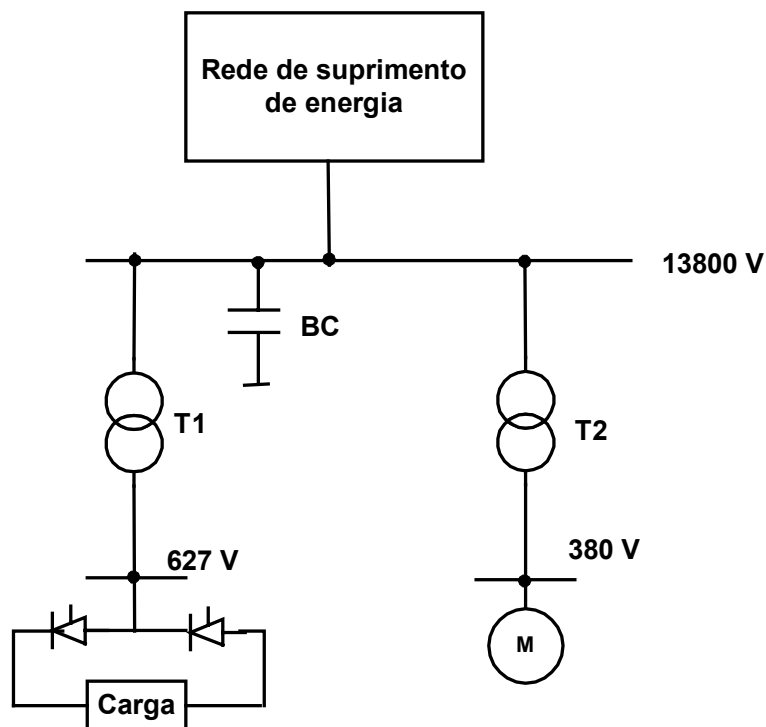 Rede de suprimento
de energia
13800 V
BC
T1
T2
627 V
380 V
M
Carga